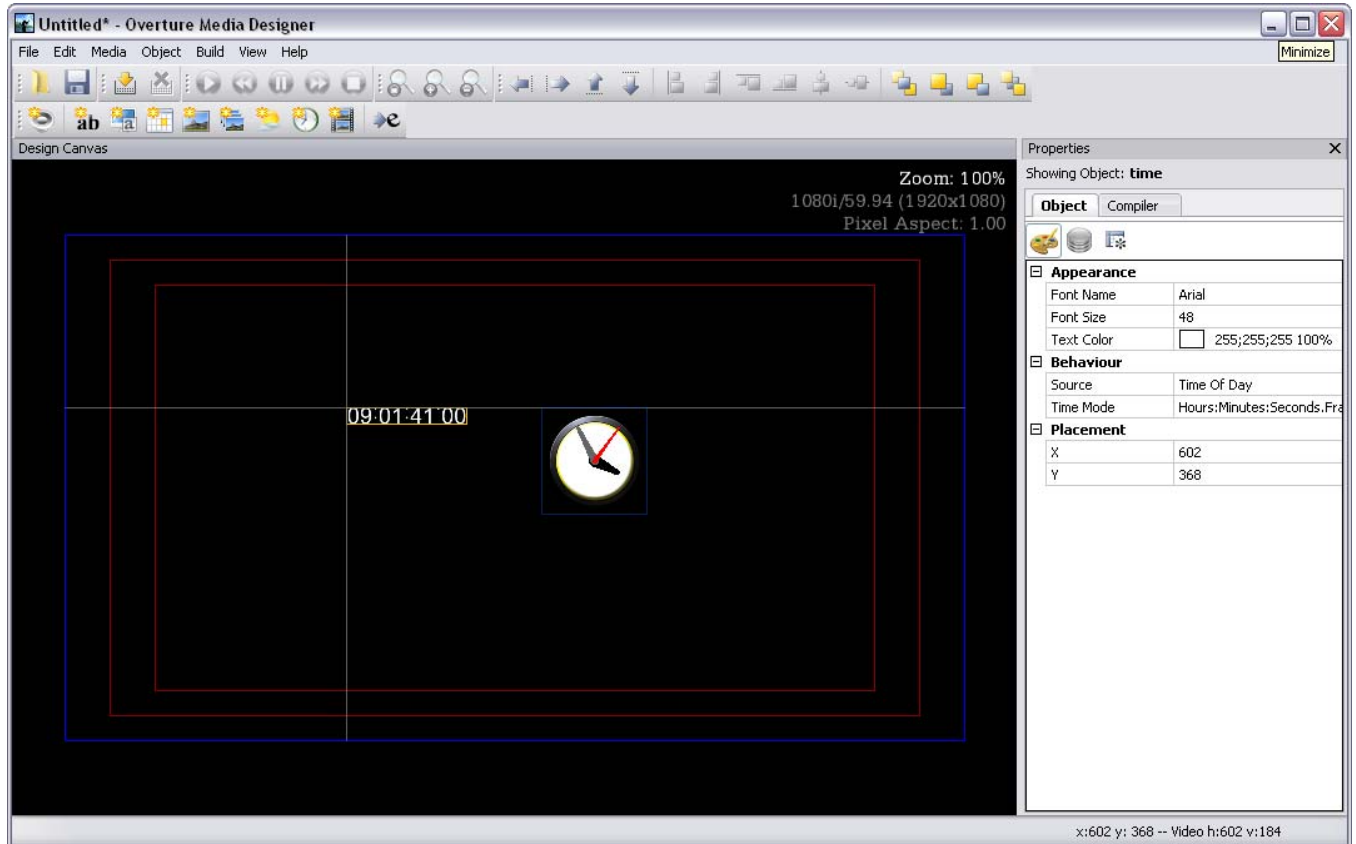 Untitled* - Overture Media Designer
File Edit Media Object Build View Help
Minimize
ab a e
Design Canvas
Properties
Zoom: 100%
1080i/59.94 (1920x1080)
Pixel Aspect: 1.00
Showing Object: time
Object Compiler
Appearance
Font Name Arial
Font Size 48
Text Color 255;255;255 100%
Behaviour
Source Time Of Day
Time Mode Hours:Minutes:Seconds.Fra
Placement
X 602
Y 368
09:01:41:00
x:602 y: 368 -- Video h:602 v:184